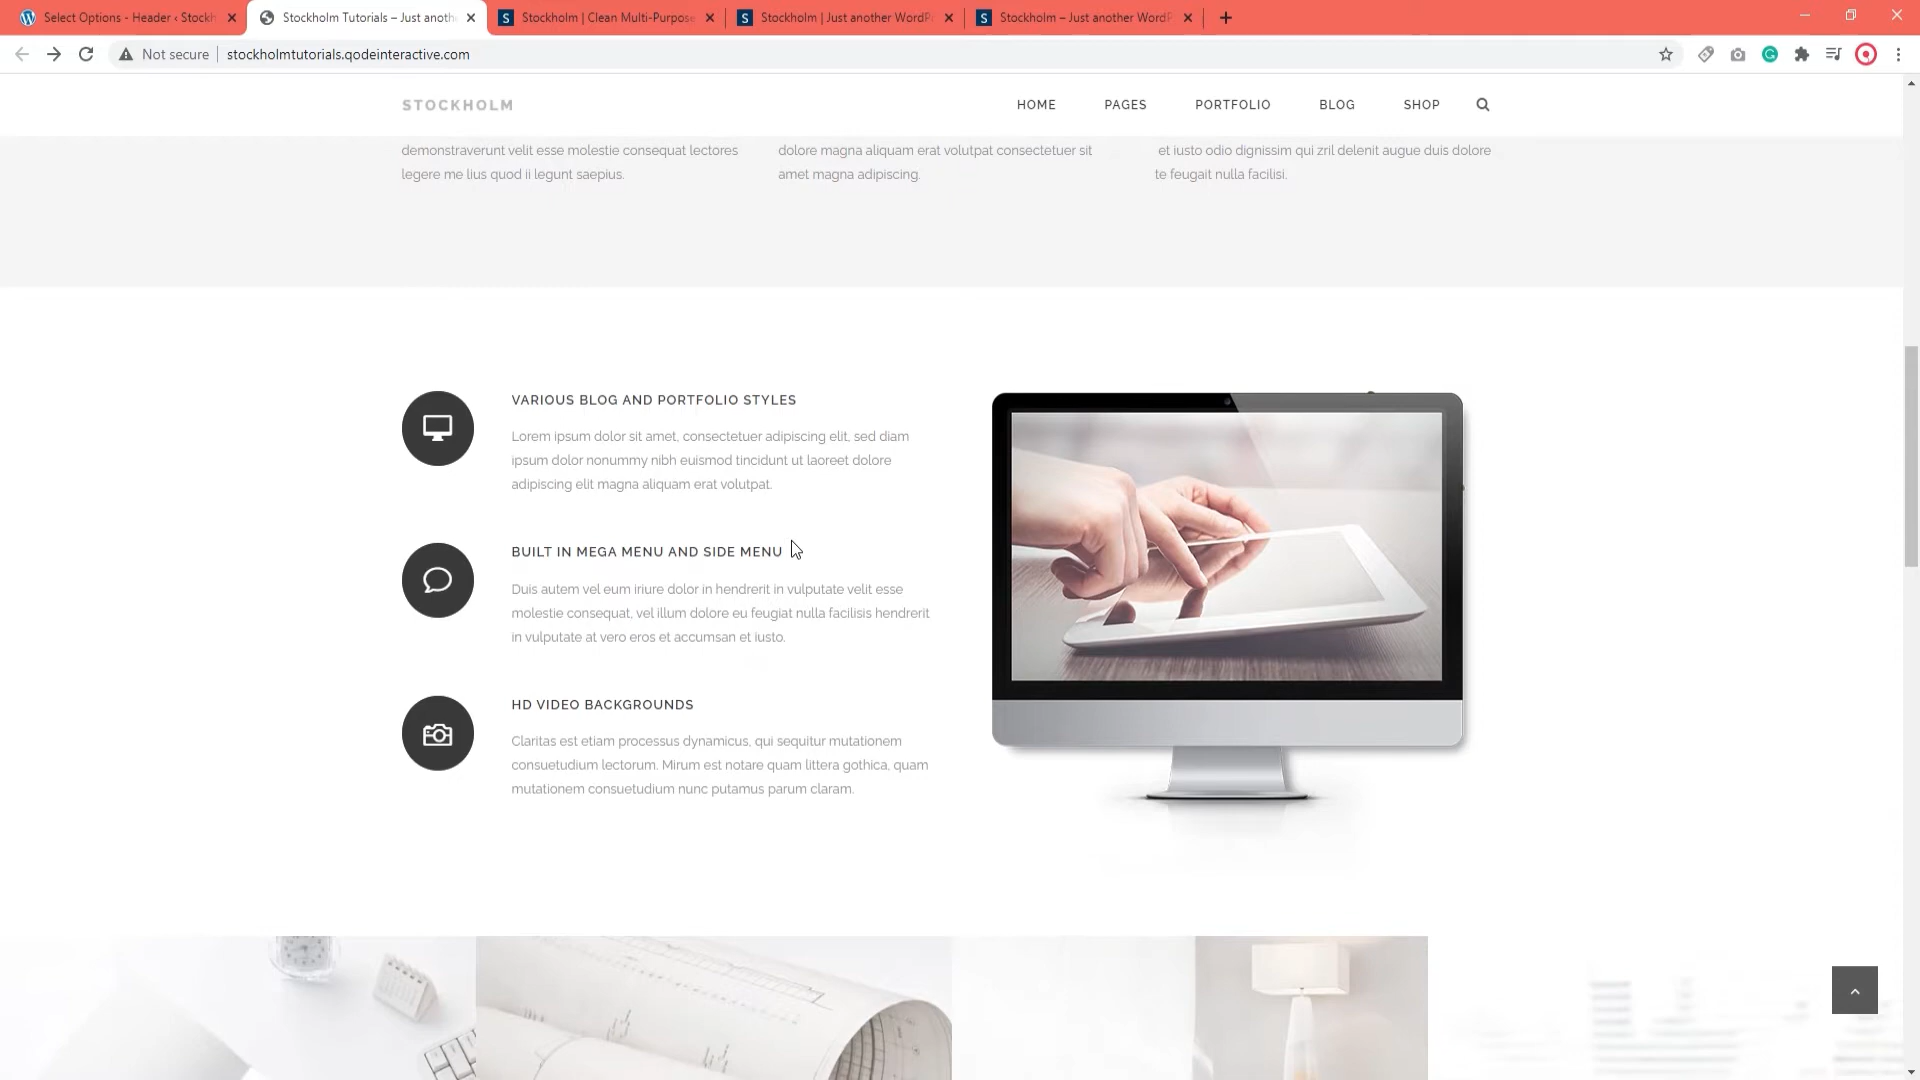 Select Options - Header ‹ Stockh
Stockholm Tutorials – Just anoth
Stockholm | Clean Multi-Purpose
Stockholm | Just another WordP
Stockholm – Just another WordP
Not secure
stockholmtutorials.qodeinteractive.com
STOCKHOLM
HOME
PAGES
PORTFOLIO
BLOG
SHOP
demonstraverunt velit esse molestie consequat lectores
legere me lius quod ii legunt saepius.
dolore magna aliquam erat volutpat consectetuer sit
amet magna adipiscing.
et iusto odio dignissim qui zril delenit augue duis dolore
te feugait nulla facilisi.
VARIOUS BLOG AND PORTFOLIO STYLES
Lorem ipsum dolor sit amet, consectetuer adipiscing elit, sed diam
ipsum dolor nonummy nibh euismod tincidunt ut laoreet dolore
adipiscing elit magna aliquam erat volutpat.
BUILT IN MEGA MENU AND SIDE MENU
Duis autem vel eum iriure dolor in hendrerit in vulputate velit esse
molestie consequat, vel illum dolore eu feugiat nulla facilisis hendrerit
in vulputate at vero eros et accumsan et iusto.
HD VIDEO BACKGROUNDS
Claritas est etiam processus dynamicus, qui sequitur mutationem
consuetudium lectorum. Mirum est notare quam littera gothica, quam
mutationem consuetudium nunc putamus parum claram.